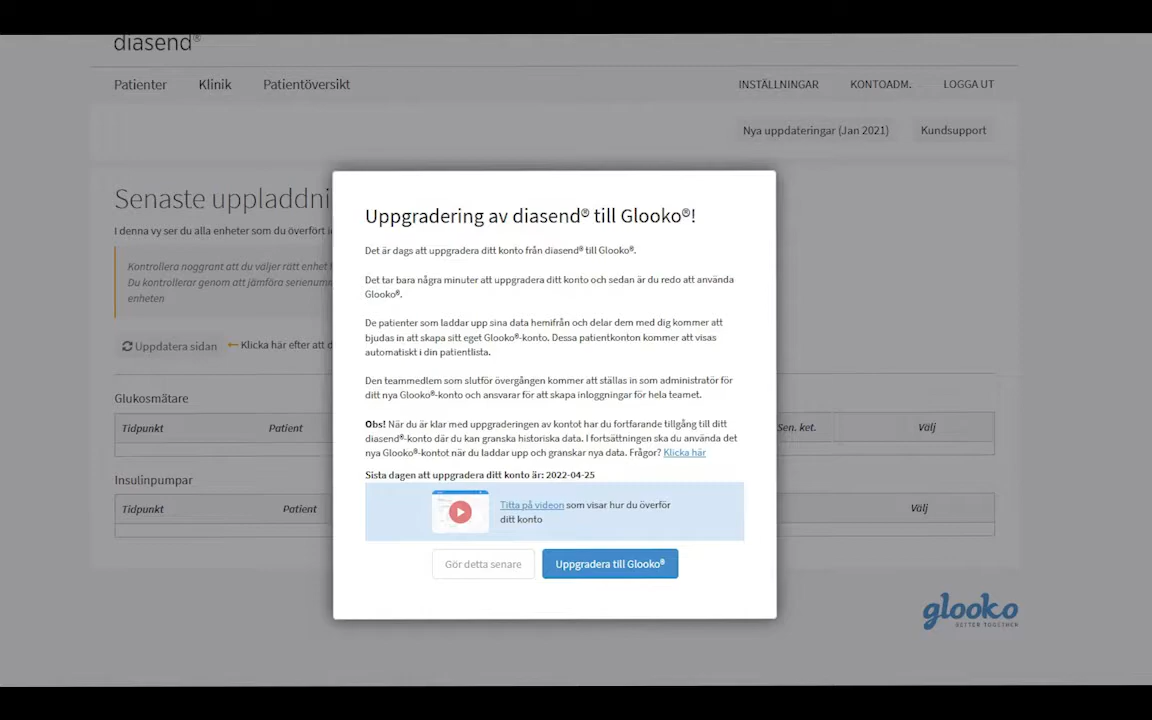 diasend®
Patienter Klinik Patientöversikt INSTÄLLNINGAR KONTOADM. LOGGA UT
Nya uppdateringar (Jan 2021) Kundsupport
Senaste uppladdni
I denna vy ser du alla enheter som du överfört i
Kontrollera noggrant att du väljer rätt enhet
Du kontrollerar genom att jämföra serienum
enheten
Uppdatera sidan Klicka här efter att d
Glukosmätare
Tidpunkt Patient Sen. ket. Välj
Insulinpumpar
Tidpunkt Patient Välj
Uppgradering av diasend® till Glooko®!
Det är dags att uppgradera ditt konto från diasend® till Glooko®.
Det tar bara några minuter att uppgradera ditt konto och sedan är du redo att använda
Glooko®.
De patienter som laddar upp sina data hemifrån och delar dem med dig kommer att
bjudas in att skapa sitt eget Glooko®-konto. Dessa patientkonton kommer att visas
automatiskt i din patientlista.
Den teammedlem som slutför övergången kommer att ställas in som administratör för
ditt nya Glooko®-konto och ansvarar för att skapa inloggningar för hela teamet.
Obs! När du är klar med uppgraderingen av kontot har du fortfarande tillgång till ditt
diasend®-konto där du kan granska historiska data. I fortsättningen ska du använda det
nya Glooko®-kontot när du laddar upp och granskar nya data. Frågor? Klicka här
Sista dagen att uppgradera ditt konto är: 2022-04-25
Titta på videon som visar hur du överför
ditt konto
Gör detta senare Uppgradera till Glooko®
glooko
BETTER TOGETHER